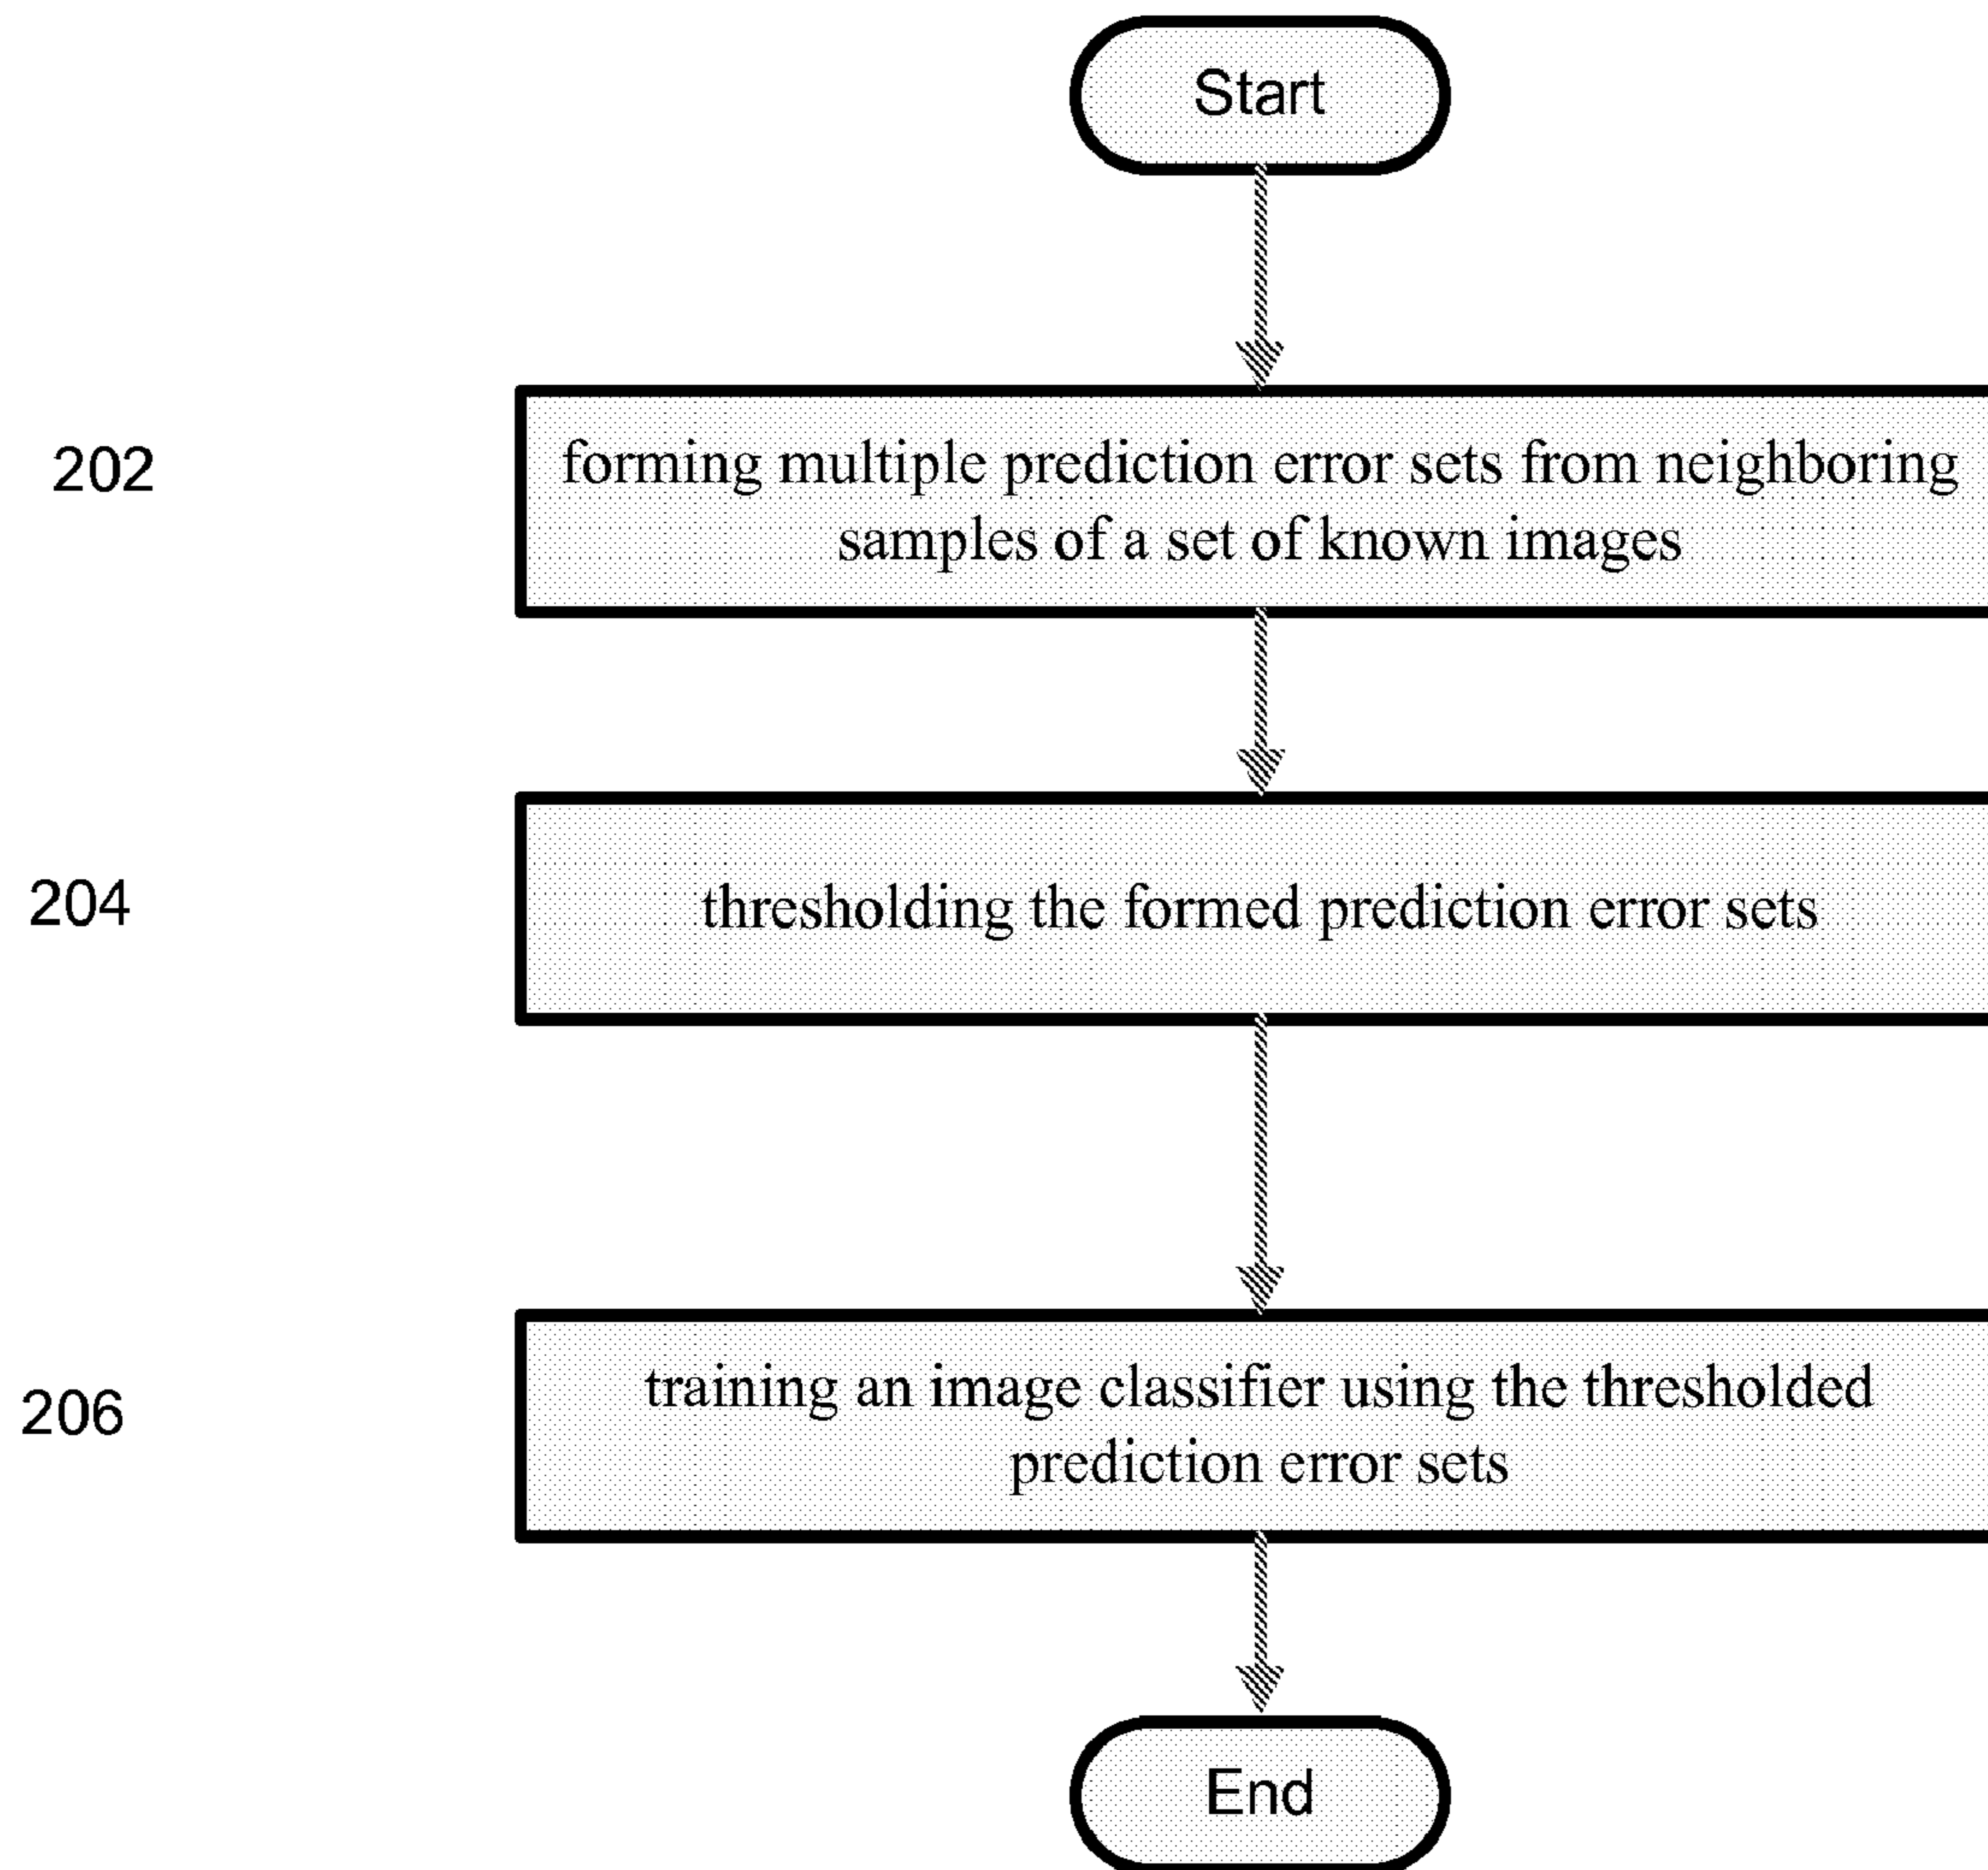 Start
202
forming multiple prediction error sets from neighboring
samples of a set of known images
204
thresholding the formed prediction error sets
206
training an image classifier using the thresholded
prediction error sets
End